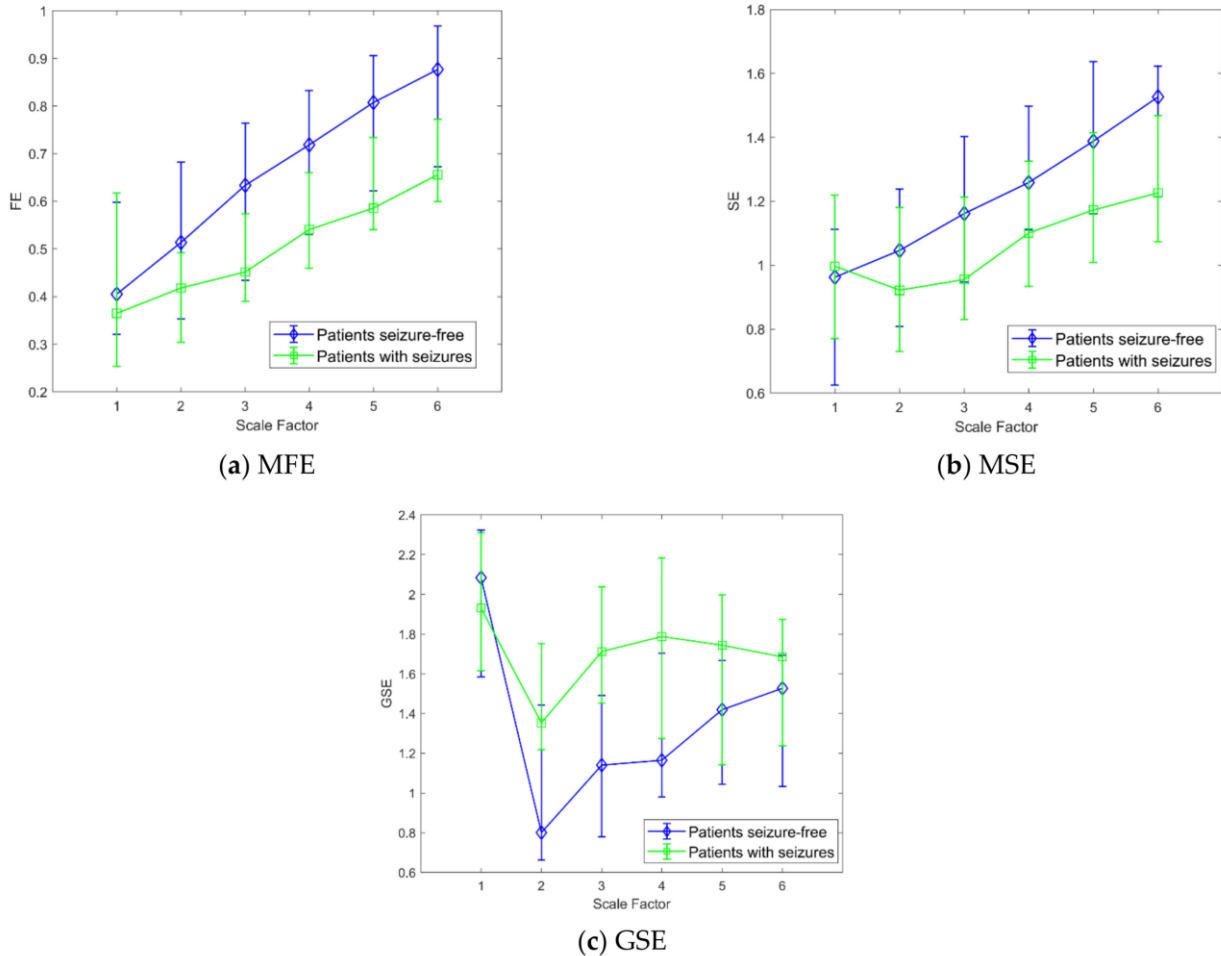 1
0.9
0.8
0.7
0.6
0.5
0.4
0.3
0.2
FE
1 2 3 4 5 6
Scale Factor
Patients seizure-free
Patients with seizures
(a) MFE
1.8
1.6
1.4
1.2
1
0.8
0.6
SE
1 2 3 4 5 6
Scale Factor
Patients seizure-free
Patients with seizures
(b) MSE
2.4
2.2
2
1.8
1.6
1.4
1.2
1
0.8
0.6
GSE
1 2 3 4 5 6
Scale Factor
Patients seizure-free
Patients with seizures
(c) GSE